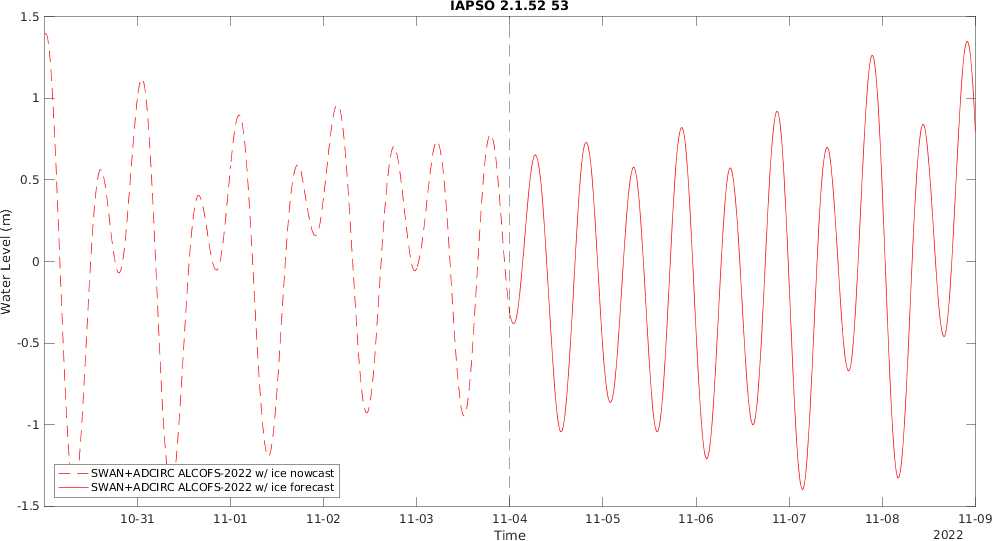 IAPSO 2.1.52 53
Water Level (m)
1.5
1
0.5
0
-0.5
-1
-1.5
SWAN+ADCIRC ALCOFS-2022 w/ ice nowcast
SWAN+ADCIRC ALCOFS-2022 w/ ice forecast
10-31 11-01 11-02 11-03 11-04 11-05 11-06 11-07 11-08 11-09
Time
2022